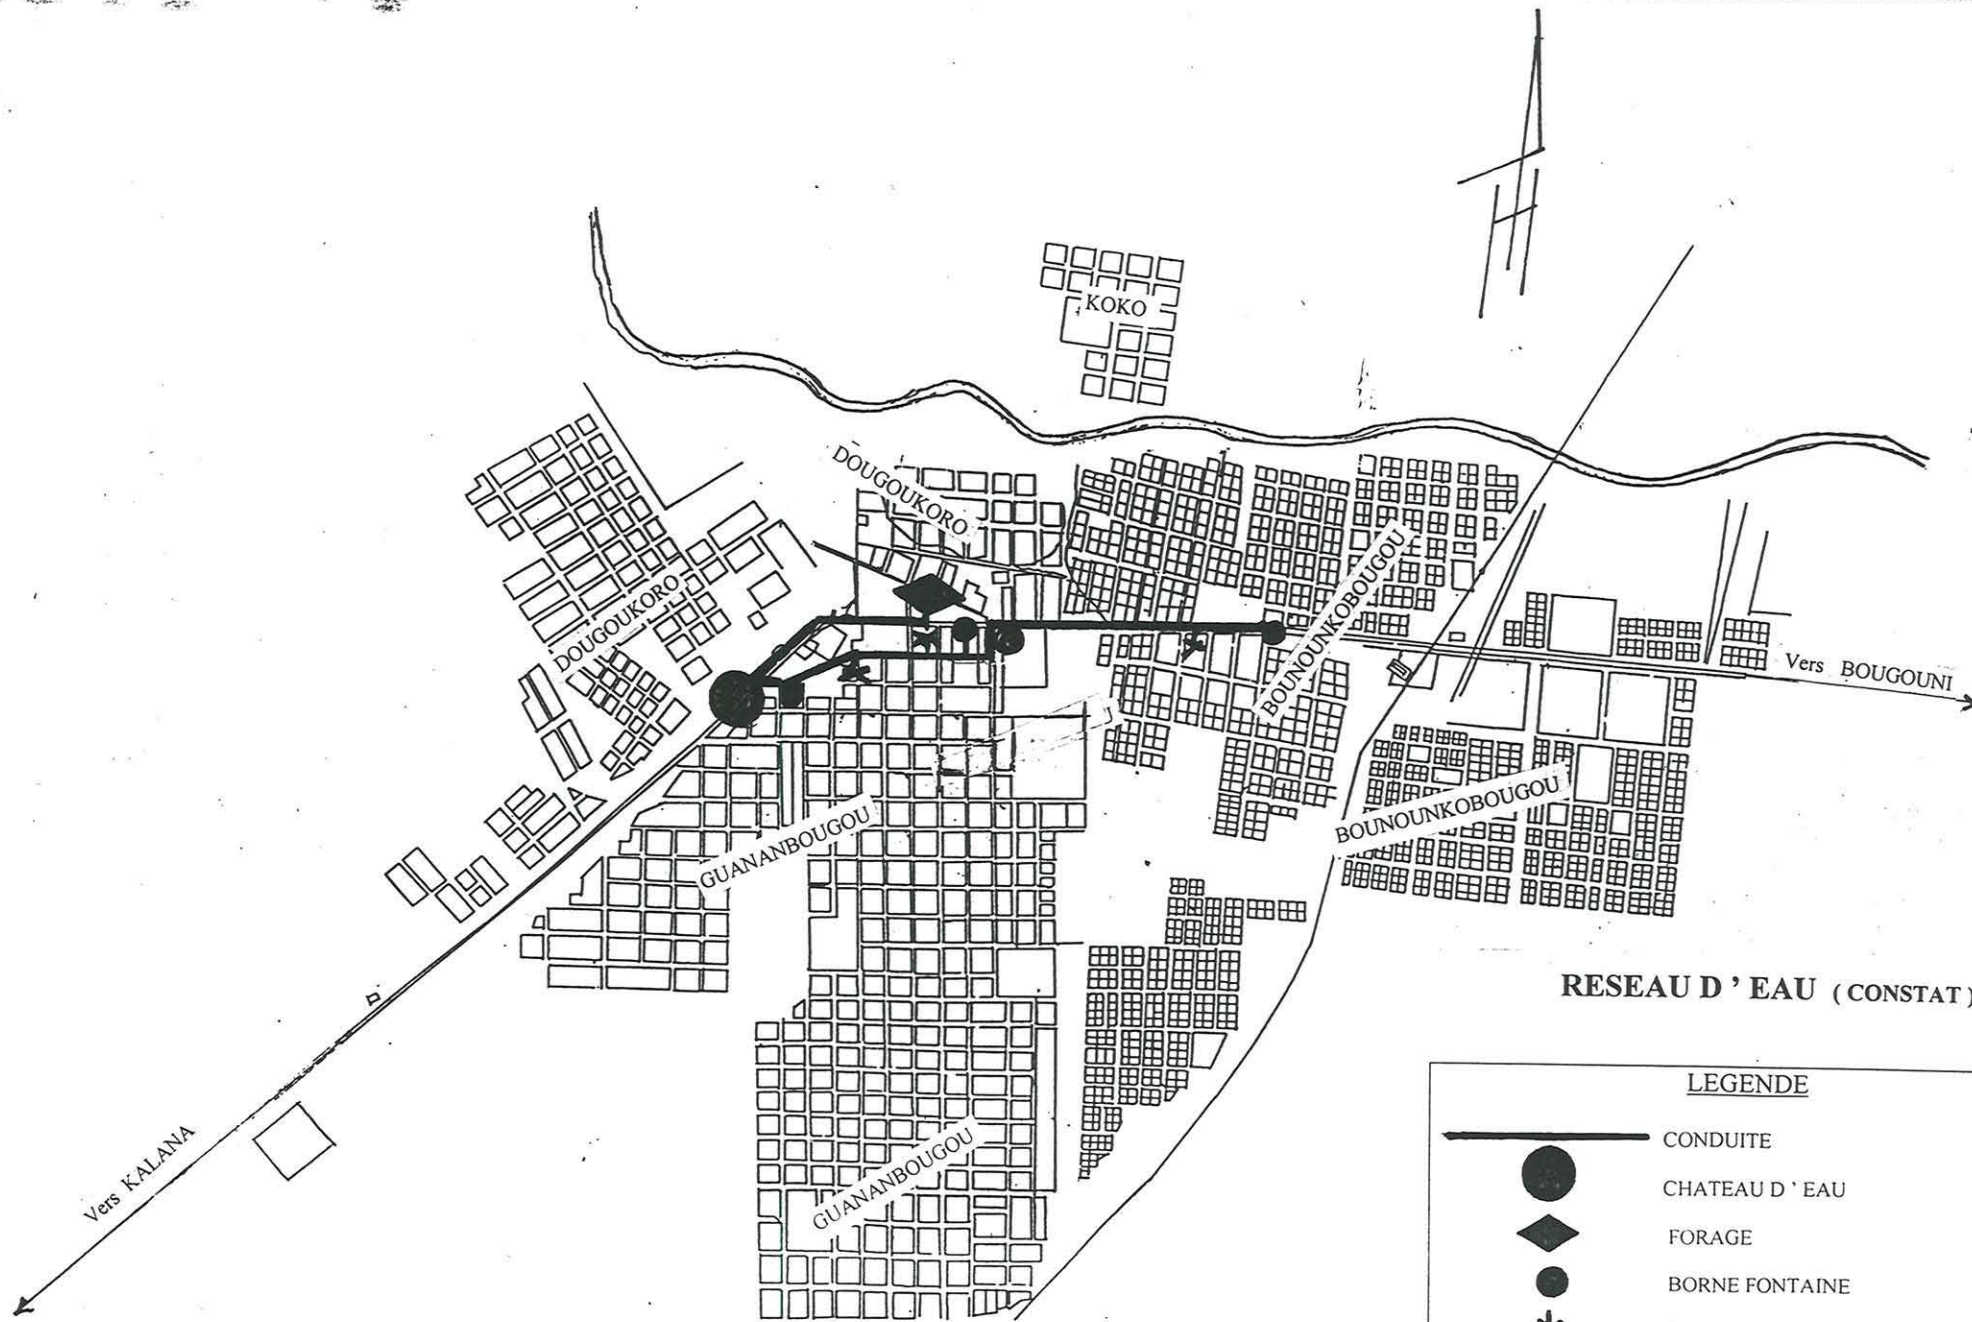 KOKO
DOUGOUKORO
DOUGOUKORO
BOUNOUNKOBOUGOU
Vers BOUGOUNI
BOUNOUNKOBOUGOU
GUANANBOUGOU
GUANANBOUGOU
Vers KALANA
RESEAU D ' EAU ( CONSTAT )
LEGENDE
CONDUITE
CHATEAU D ' EAU
FORAGE
BORNE FONTAINE